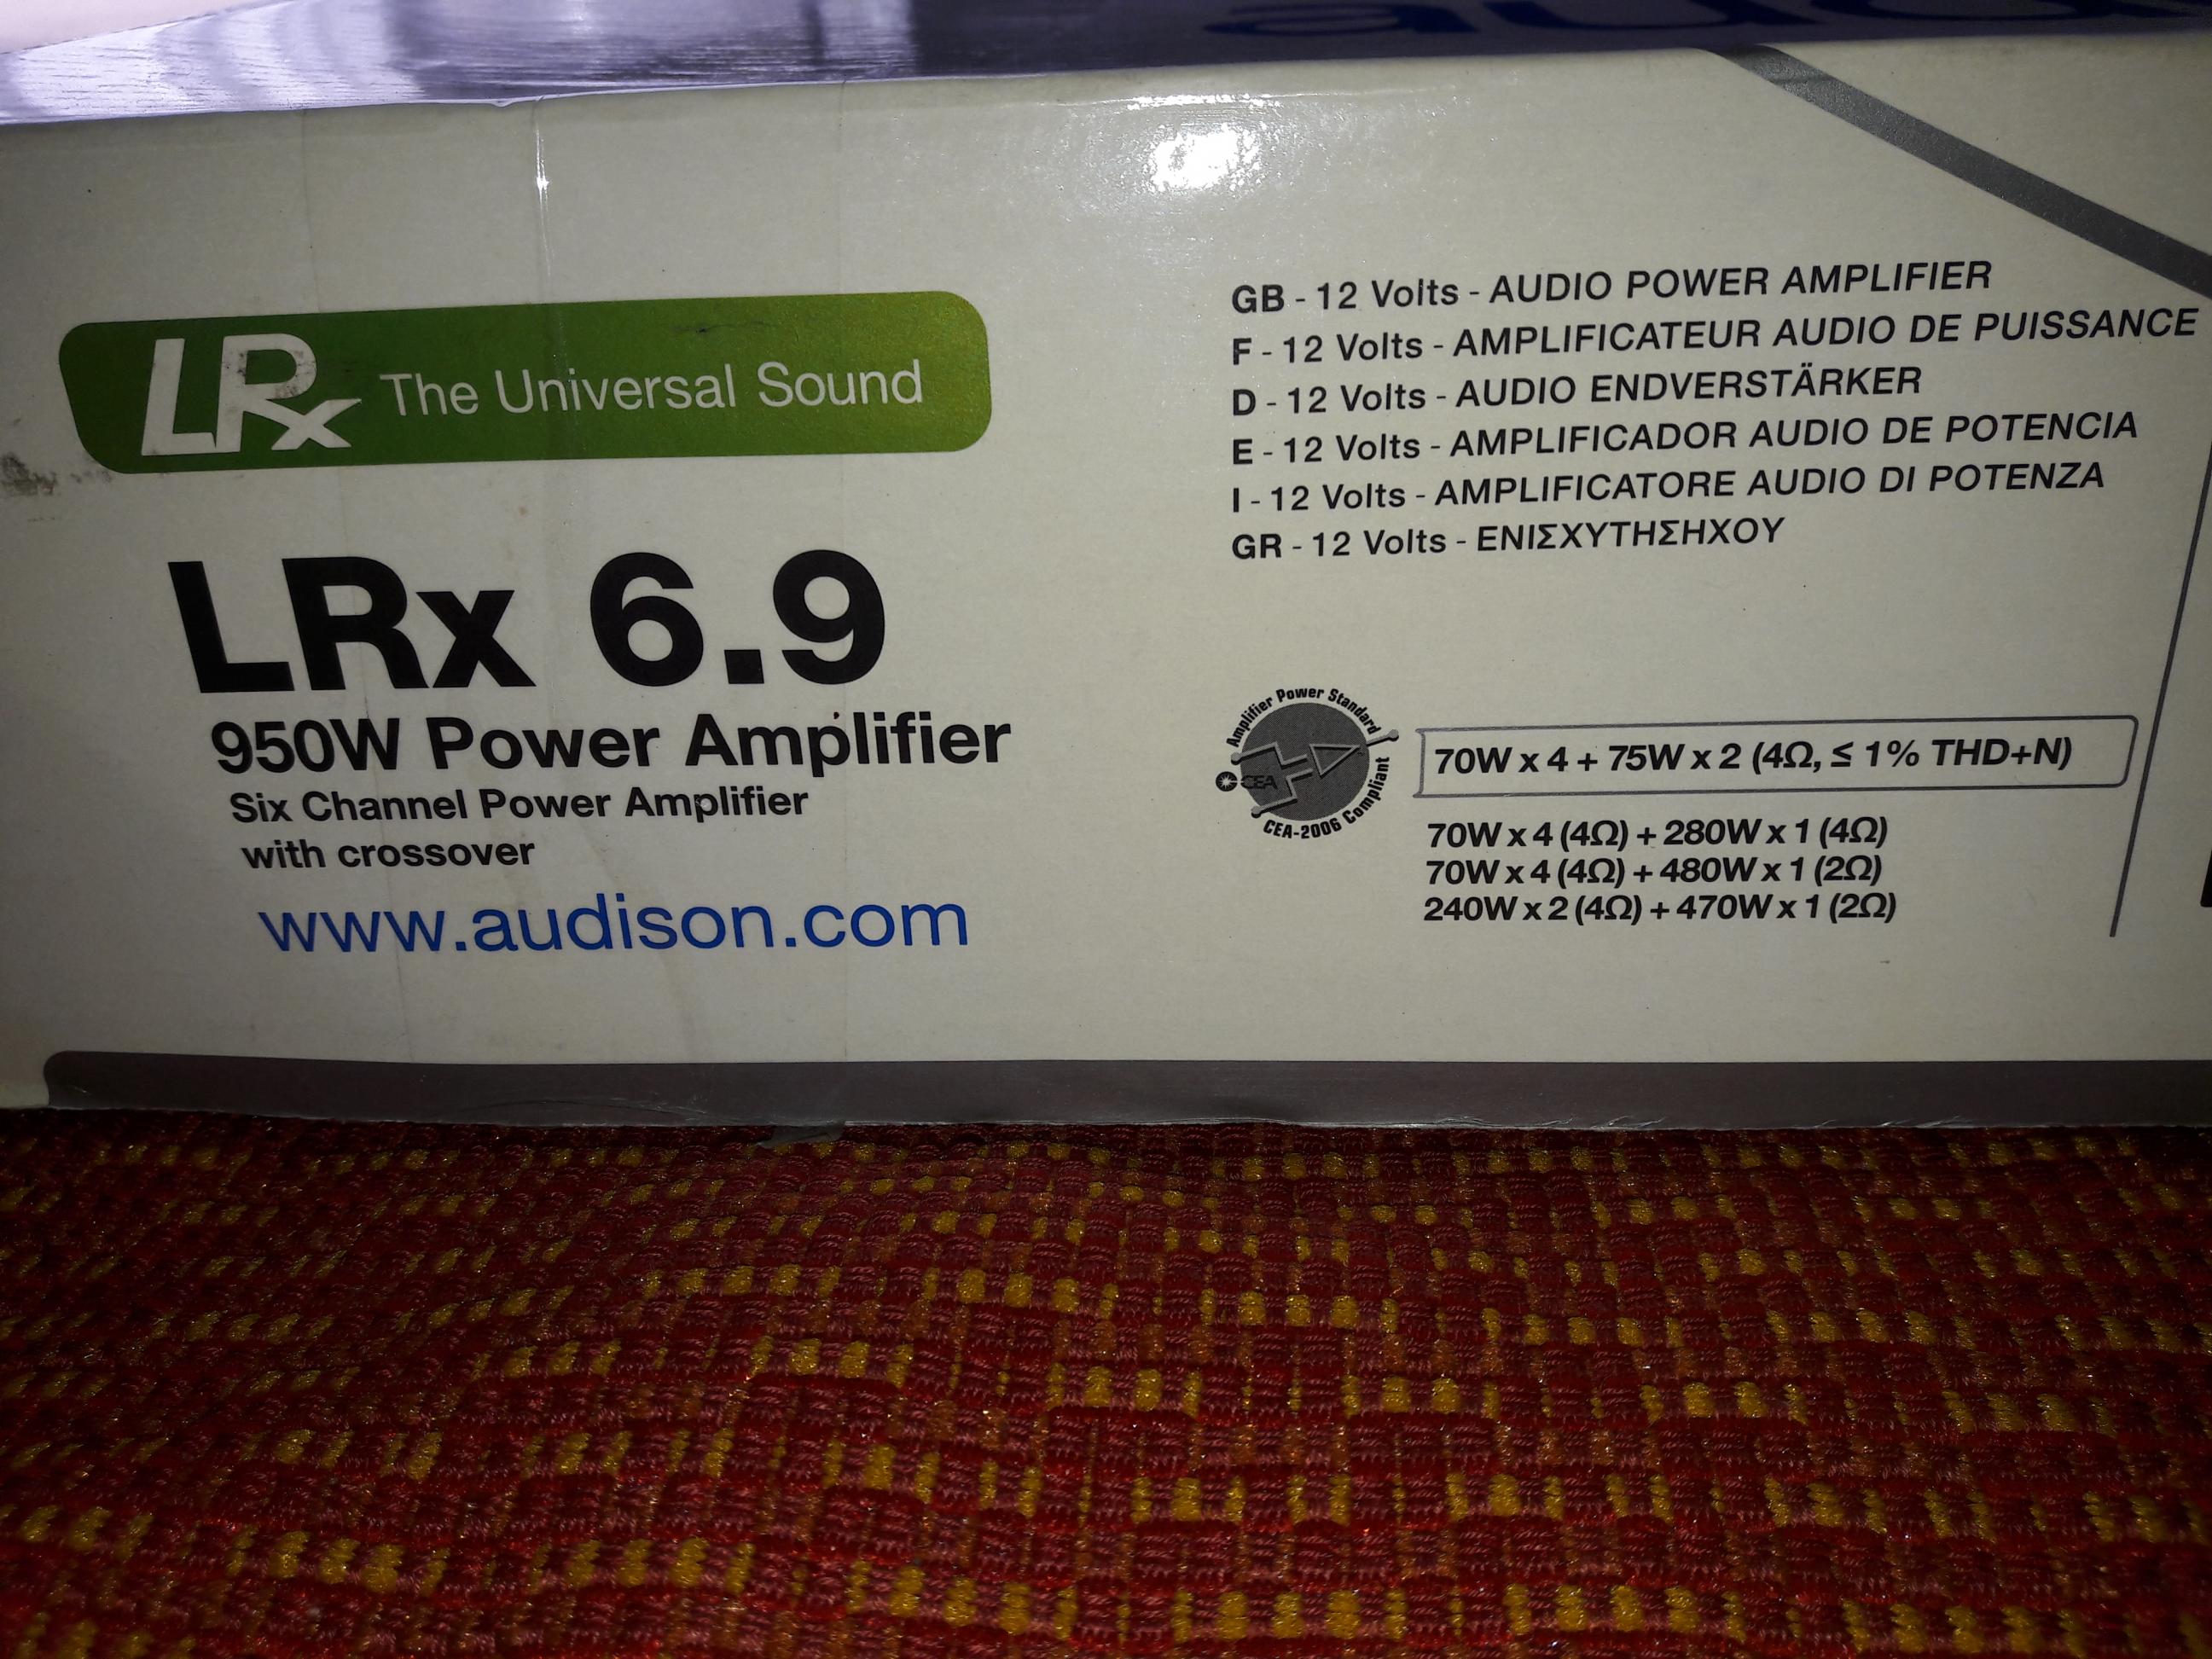 LRx The Universal Sound
LRx 6.9
950W Power Amplifier
Six Channel Power Amplifier
with crossover
www.audison.com
GB - 12 Volts - AUDIO POWER AMPLIFIER
F - 12 Volts - AMPLIFICATEUR AUDIO DE PUISSANCE
D - 12 Volts - AUDIO ENDVERSTÄRKER
E - 12 Volts - AMPLIFICADOR AUDIO DE POTENCIA
I - 12 Volts - AMPLIFICATORE AUDIO DI POTENZA
GR - 12 Volts - ΕΝΙΣΧΥΤΗΣΗΧΟΥ
Amplifier Power Standard
CEA
CEA-2006 Compliant
70W x 4 + 75W x 2 (4Ω, ≤ 1% THD+N)
70W x 4 (4Ω) + 280W x 1 (4Ω)
70W x 4 (4Ω) + 480W x 1 (2Ω)
240W x 2 (4Ω) + 470W x 1 (2Ω)